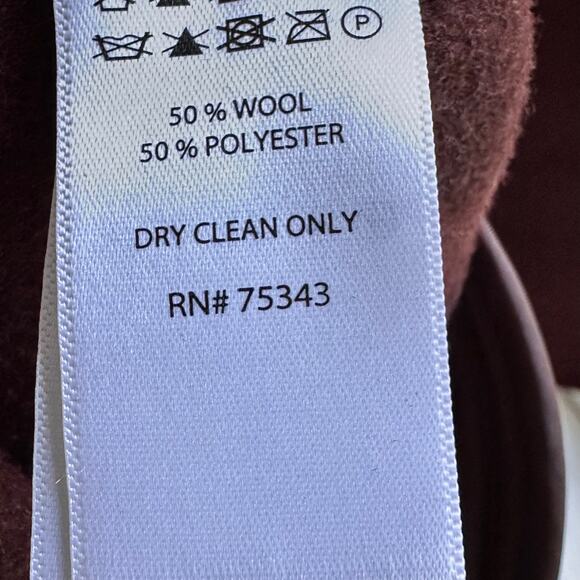 P
50 % WOOL
50 % POLYESTER
DRY CLEAN ONLY
RN# 75343